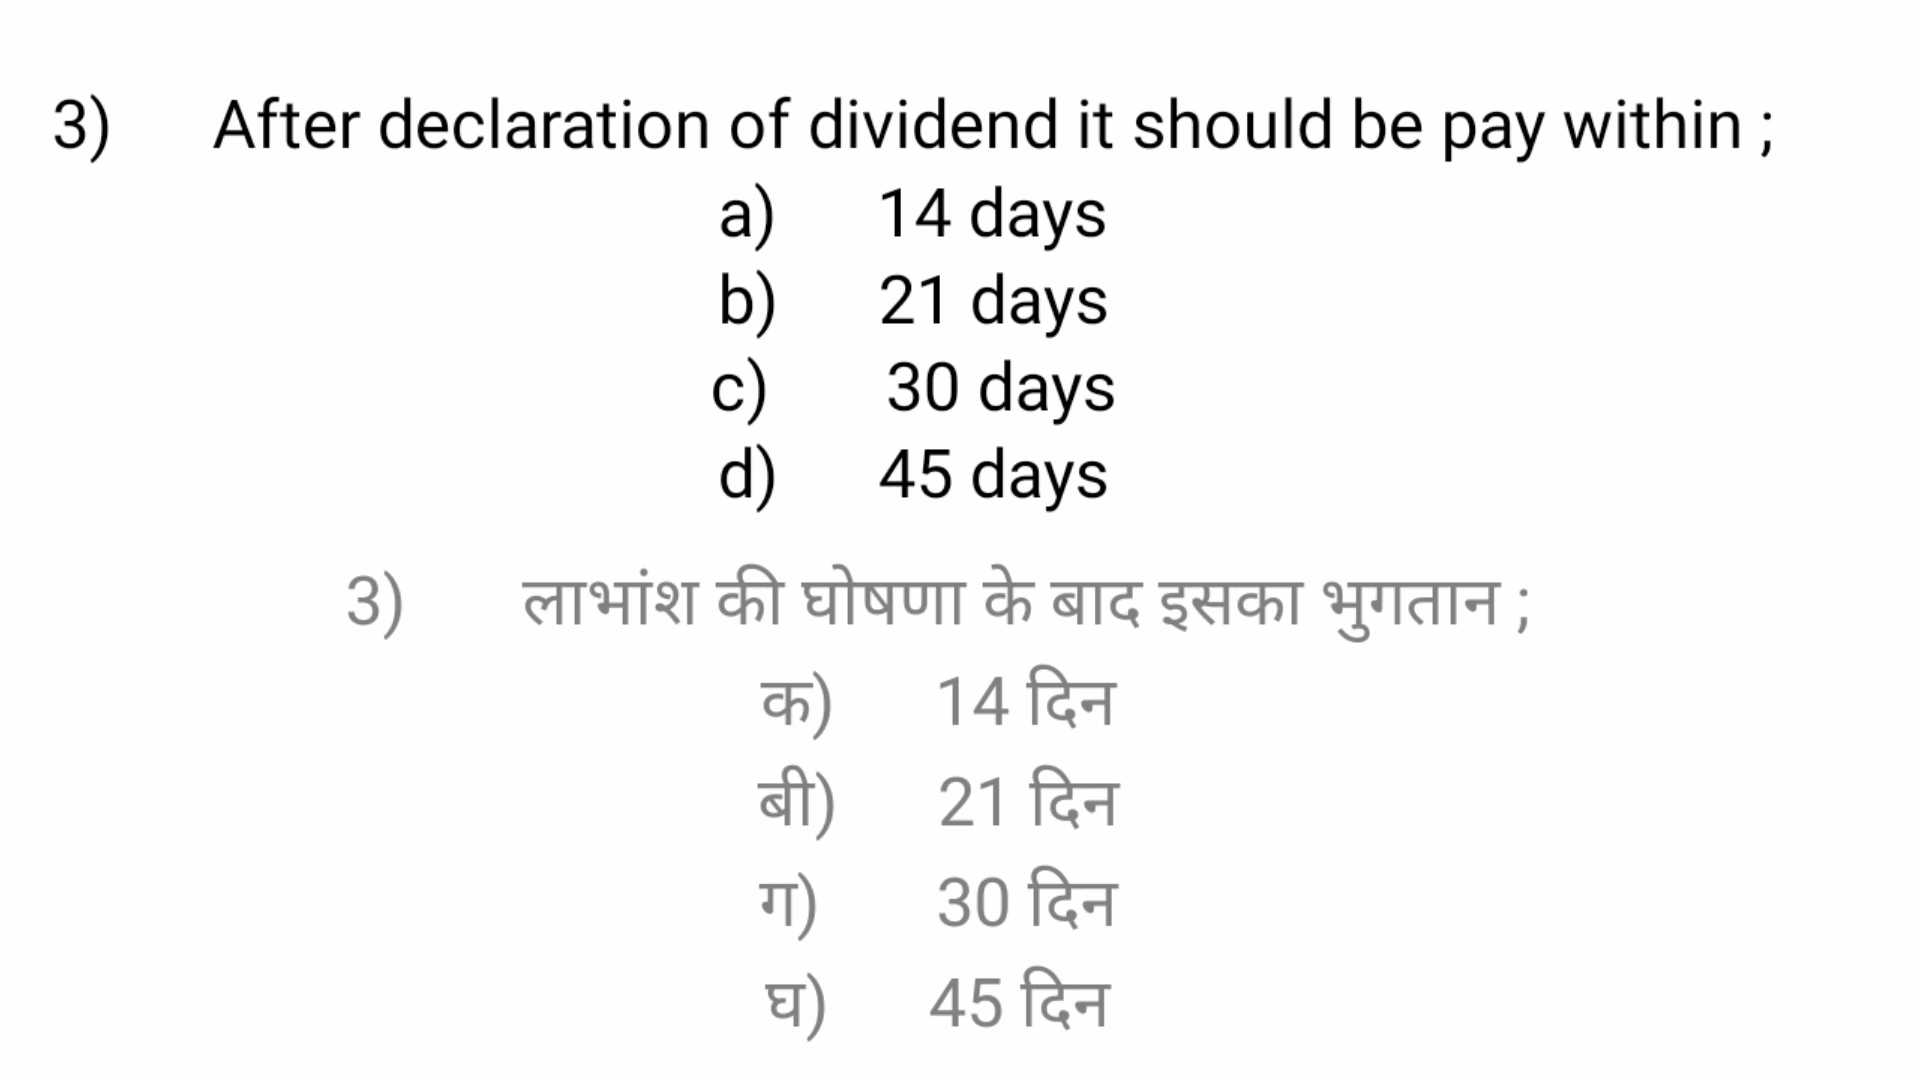 3) After declaration of dividend it should be pay within ;
a) 14 days
b) 21 days
c) 30 days
d) 45 days
3) लाभांश की घोषणा के बाद इसका भुगतान ;
क) 14 दिन
बी) 21 दिन
ग) 30 दिन
घ) 45 दिन